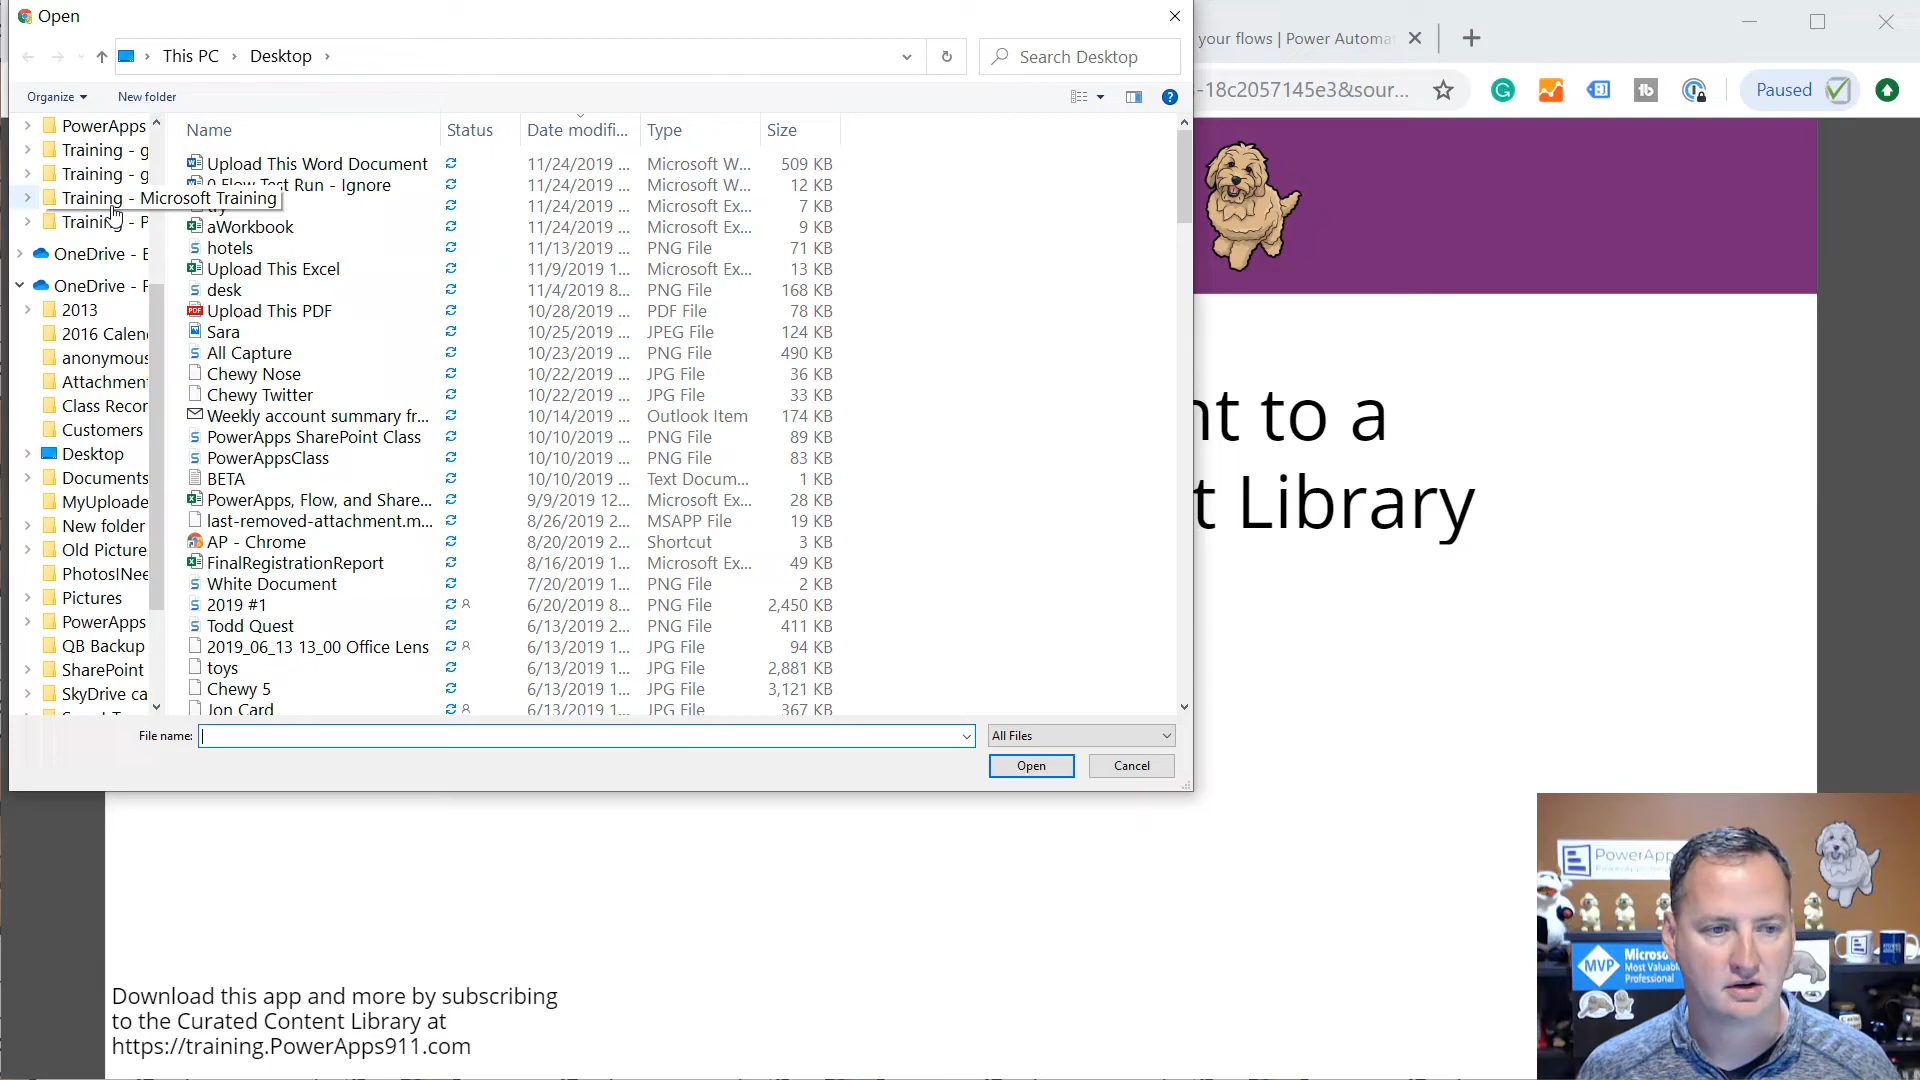 Open
This PC > Desktop >
Search Desktop
your flows | Power Automa
Organize
New folder
-18c2057145e3&sour...
Paused
PowerApps
Training - g
Training - g
Training - Microsoft Training
Training - P
OneDrive - E
OneDrive - F
2013
2016 Calen
anonymous
Attachment
Class Recor
Customers
Desktop
Documents
MyUploade
New folder
Old Picture
PhotosINee
Pictures
PowerApps
QB Backup
SharePoint
SkyDrive ca
Name Status Date modifi... Type Size
Upload This Word Document 11/24/2019 ... Microsoft W... 509 KB
0 Flow Test Run - Ignore 11/24/2019 ... Microsoft W... 12 KB
try 11/24/2019 ... Microsoft Ex... 7 KB
aWorkbook 11/24/2019 ... Microsoft Ex... 9 KB
hotels 11/13/2019 ... PNG File 71 KB
Upload This Excel 11/9/2019 1... Microsoft Ex... 13 KB
desk 11/4/2019 8... PNG File 168 KB
Upload This PDF 10/28/2019 ... PDF File 78 KB
Sara 10/25/2019 ... JPEG File 124 KB
All Capture 10/23/2019 ... PNG File 490 KB
Chewy Nose 10/22/2019 ... JPG File 36 KB
Chewy Twitter 10/22/2019 ... JPG File 33 KB
Weekly account summary fr... 10/14/2019 ... Outlook Item 174 KB
PowerApps SharePoint Class 10/10/2019 ... PNG File 89 KB
PowerAppsClass 10/10/2019 ... PNG File 83 KB
BETA 10/10/2019 ... Text Docum... 1 KB
PowerApps, Flow, and Share... 9/9/2019 12... Microsoft Ex... 28 KB
last-removed-attachment.m... 8/26/2019 2... MSAPP File 19 KB
AP - Chrome 8/20/2019 2... Shortcut 3 KB
FinalRegistrationReport 8/16/2019 1... Microsoft Ex... 49 KB
White Document 7/20/2019 1... PNG File 2 KB
2019 #1 6/20/2019 8... PNG File 2,450 KB
Todd Quest 6/13/2019 2... PNG File 411 KB
2019_06_13 13_00 Office Lens 6/13/2019 1... JPG File 94 KB
toys 6/13/2019 1... JPG File 2,881 KB
Chewy 5 6/13/2019 1... JPG File 3,121 KB
Jon Card 6/13/2019 1... JPG File 367 KB
File name:
All Files
Open
Cancel
nt to a
t Library
Download this app and more by subscribing
to the Curated Content Library at
https://training.PowerApps911.com
PowerApp
MVP
Microso
Most Valuabl
Professional